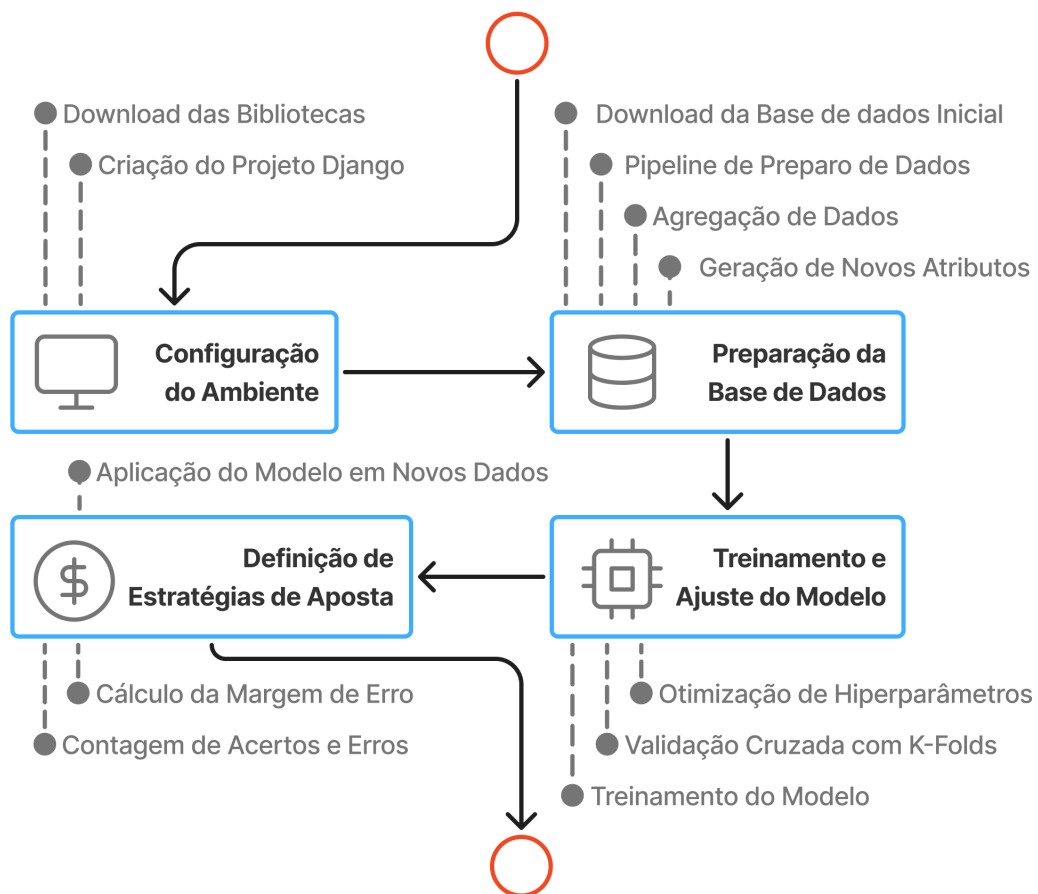 Download das Bibliotecas
Criação do Projeto Django
Download da Base de dados Inicial
Pipeline de Preparo de Dados
Agregação de Dados
Geração de Novos Atributos
Configuração
do Ambiente
Preparação da
Base de Dados
Aplicação do Modelo em Novos Dados
Definição de
Estratégias de Aposta
Treinamento e
Ajuste do Modelo
Cálculo da Margem de Erro
Contagem de Acertos e Erros
Otimização de Hiperparâmetros
Validação Cruzada com K-Folds
Treinamento do Modelo